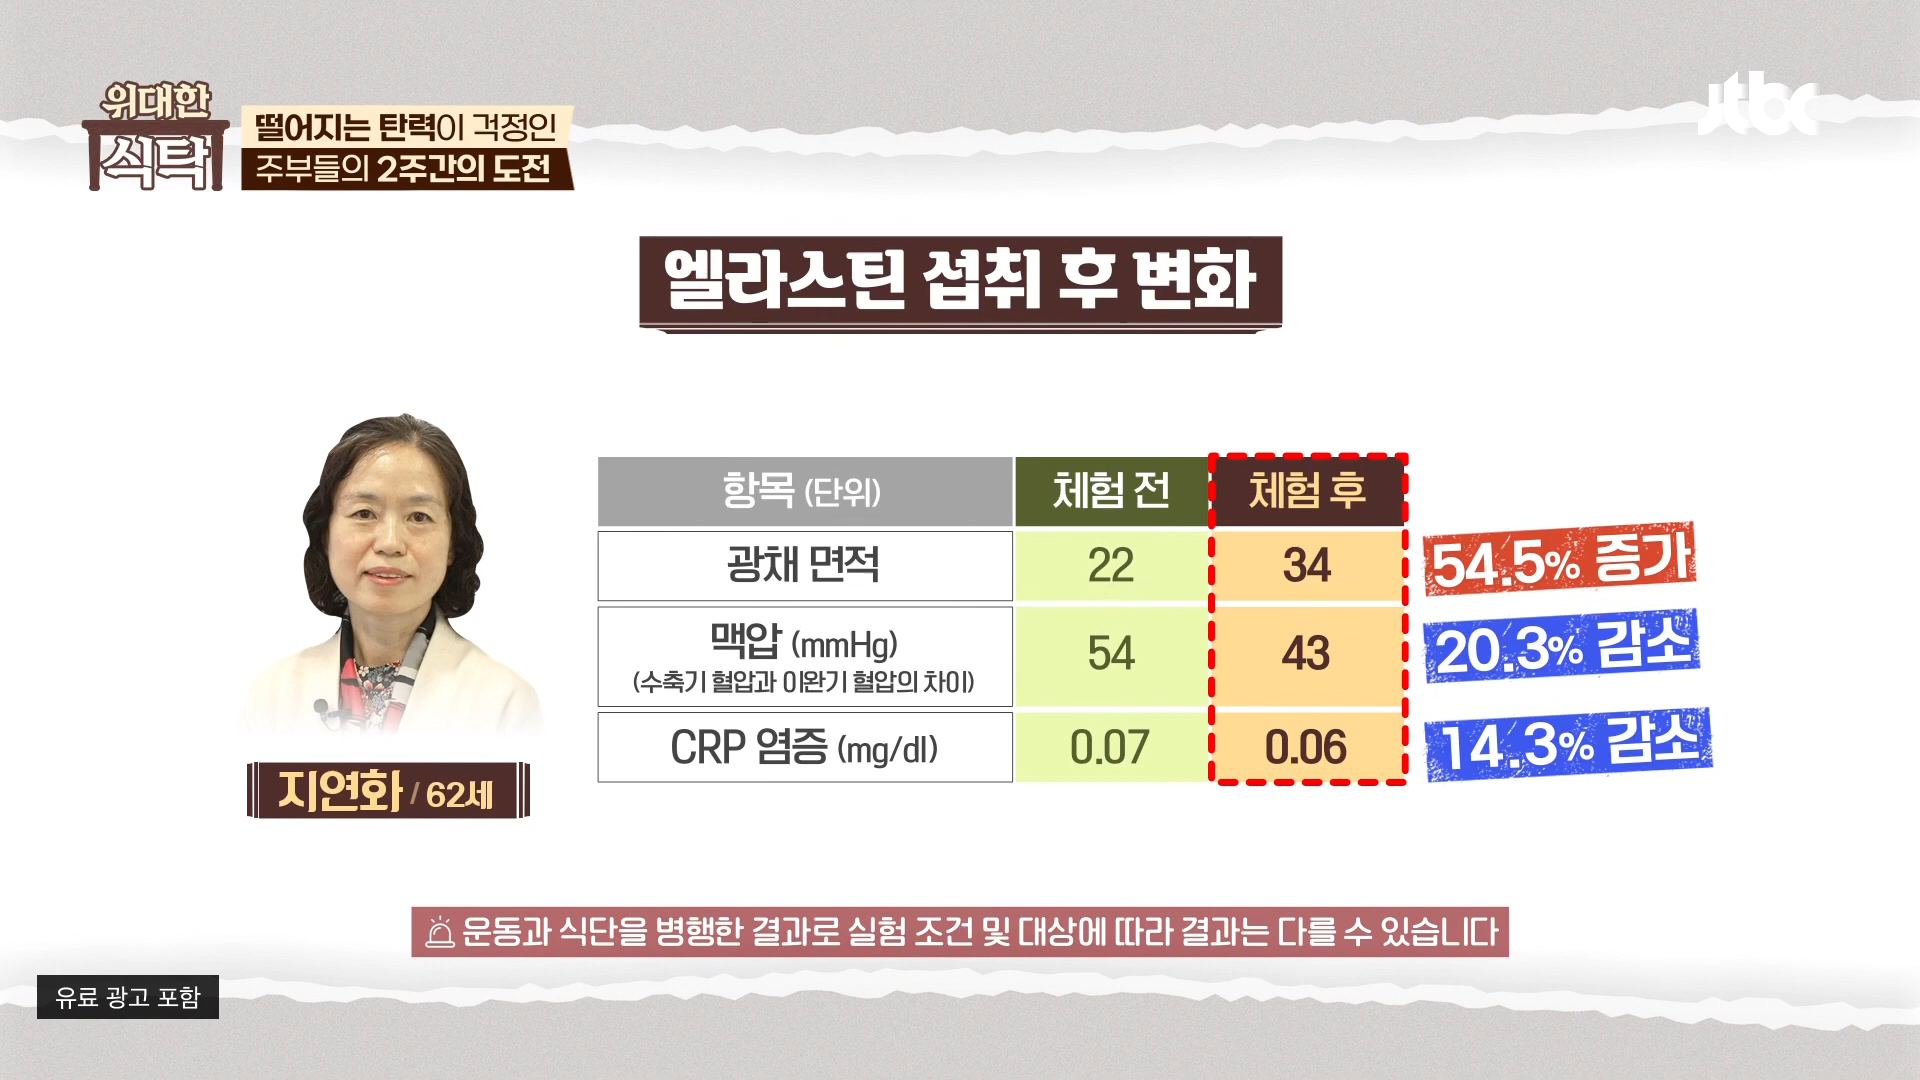 위대한
식탁
떨어지는 탄력이 걱정인
주부들의 2주간의 도전
jtbc
엘라스틴 섭취 후 변화
항목 (단위) 체험 전 체험 후
광채 면적 22 34 54.5% 증가
맥압 (mmHg) 54 43 20.3% 감소
(수축기 혈압과 이완기 혈압의 차이)
CRP 염증 (mg/dl) 0.07 0.06 14.3% 감소
지연화 / 62세
운동과 식단을 병행한 결과로 실험 조건 및 대상에 따라 결과는 다를 수 있습니다
유료 광고 포함